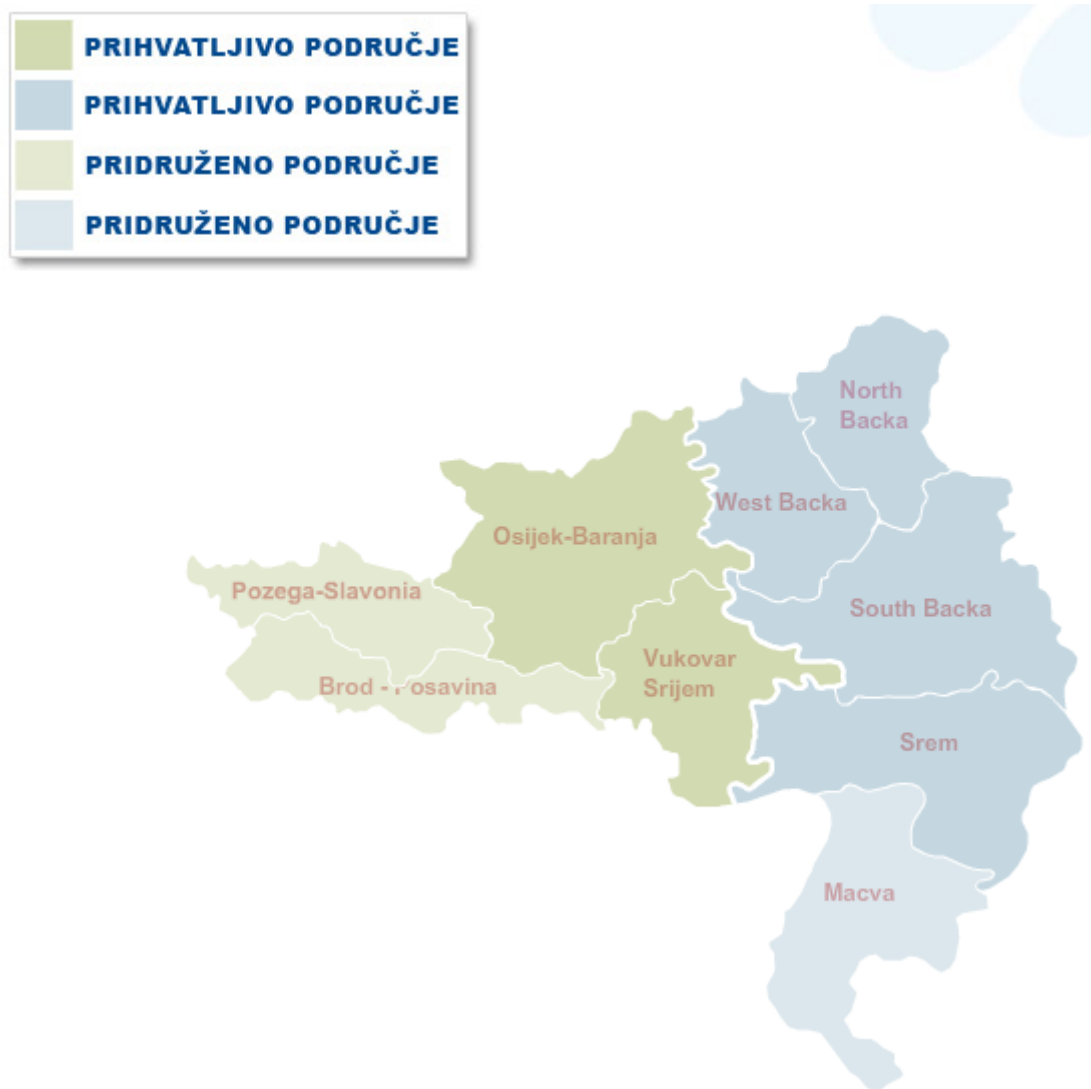 PRIHVATLJIVO PODRUČJE
PRIHVATLJIVO PODRUČJE
PRIDRUŽENO PODRUČJE
PRIDRUŽENO PODRUČJE
North
Backa
West Backa
Osijek-Baranja
Pozega-Slavonia
South Backa
Vukovar
Srijem
Brod - Posavina
Srem
Macva